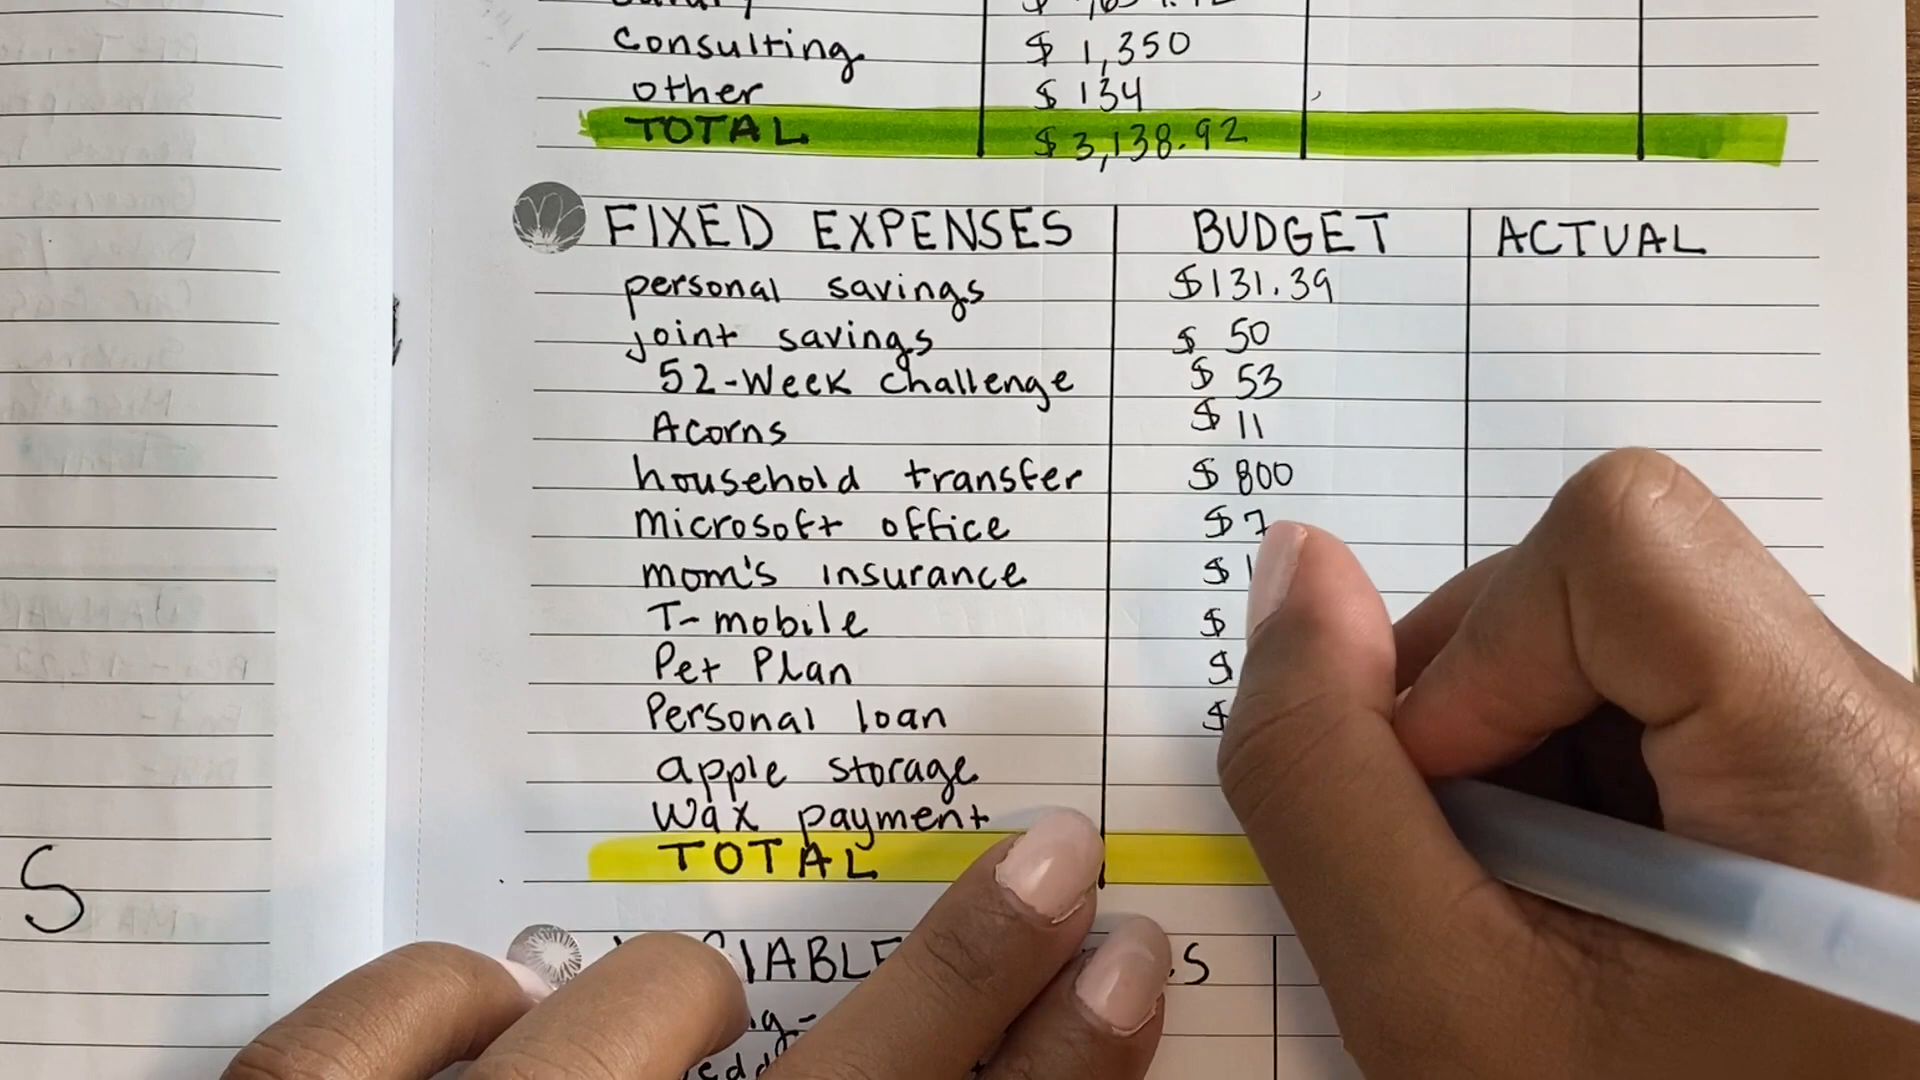 consulting $ 1,350
other $ 134
TOTAL $3,138.92
FIXED EXPENSES BUDGET ACTUAL
personal savings $131.39
joint savings $ 50
52-Week challenge $ 53
Acorns $ 11
household transfer $ 800
microsoft office $7
mom's insurance $ 1
T-mobile $
Pet Plan $
Personal loan $
apple storage
Wax payment
TOTAL
S